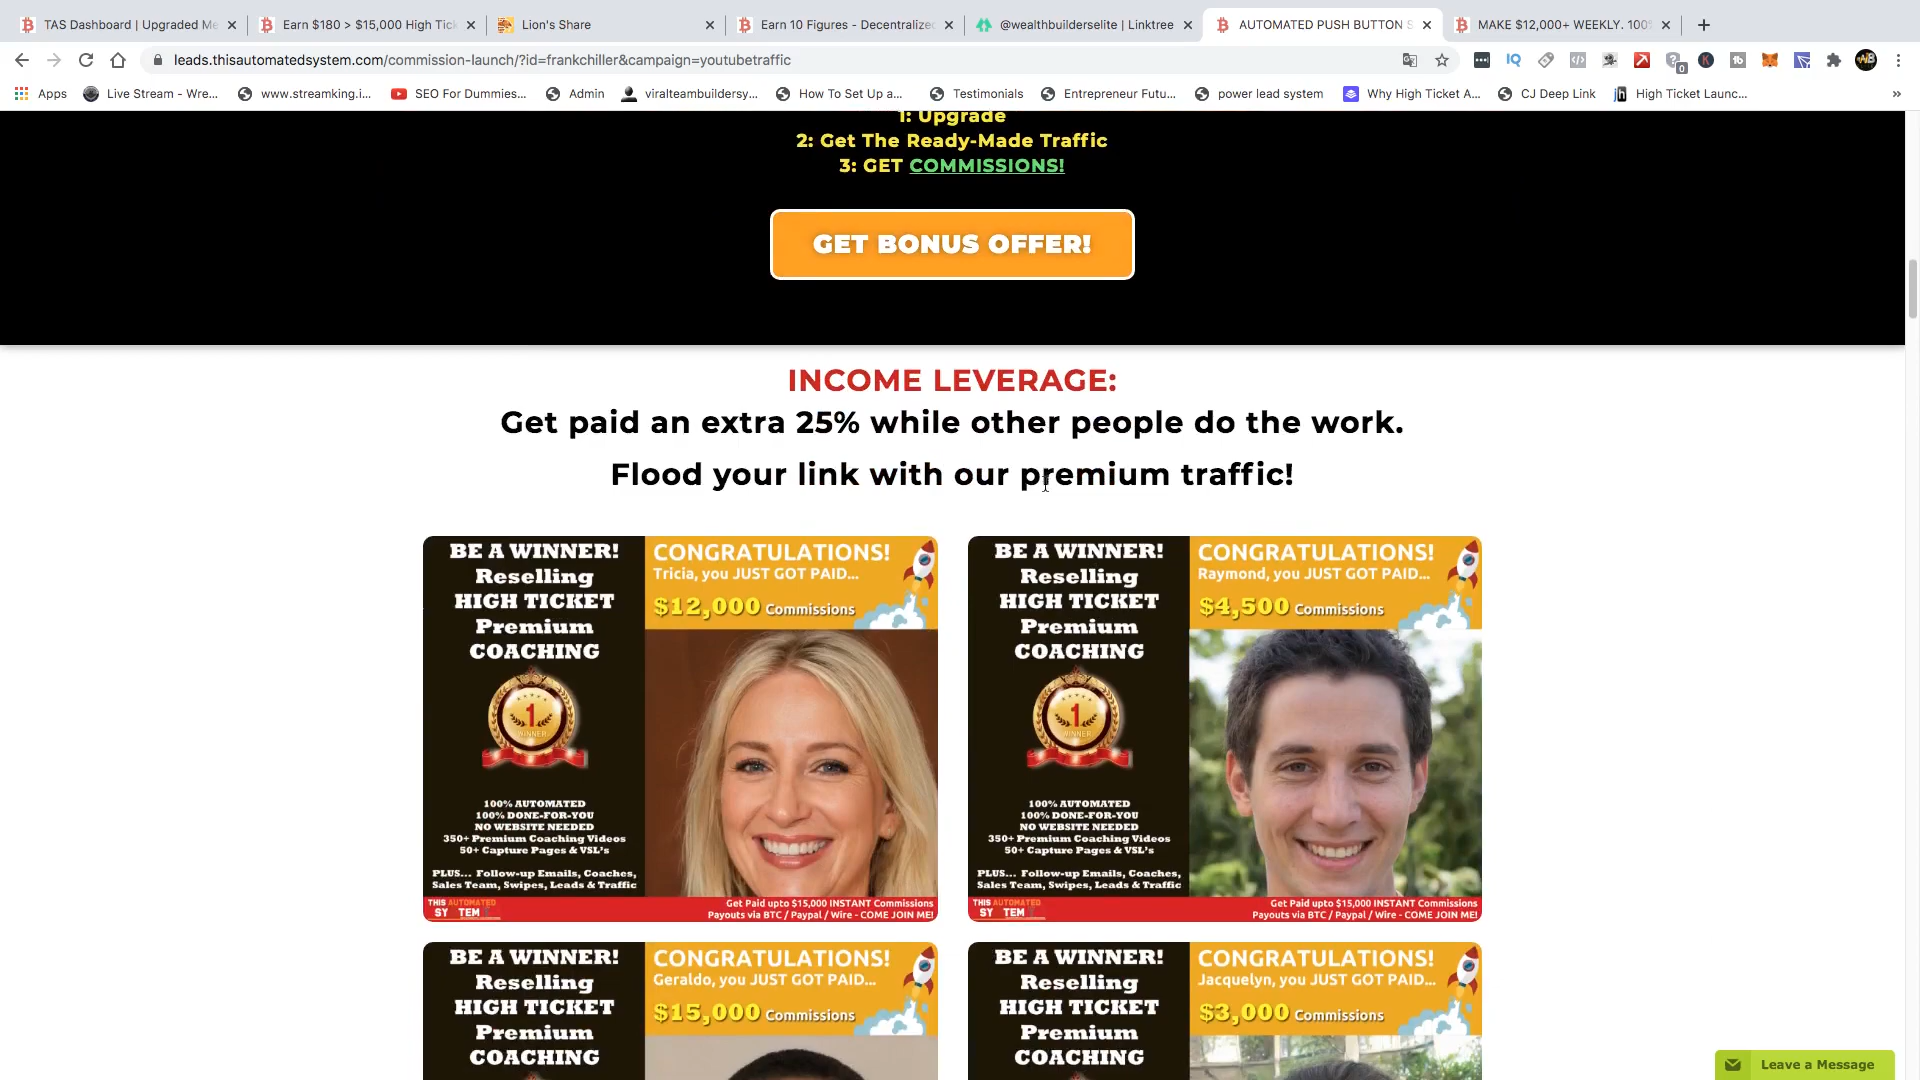 TAS Dashboard | Upgraded Me
Earn $180 > $15,000 High Tick
Lion's Share
Earn 10 Figures - Decentralized
@wealthbuilderselite | Linktree
AUTOMATED PUSH BUTTON S
MAKE $12,000+ WEEKLY. 100%
leads.thisautomatedsystem.com/commission-launch/?id=frankchiller&campaign=youtubetraffic
Apps
Live Stream - Wre...
www.streamking.i...
SEO For Dummies...
Admin
viralteambuildersy...
How To Set Up a...
Testimonials
Entrepreneur Futu...
power lead system
Why High Ticket A...
CJ Deep Link
High Ticket Launc...
1: Upgrade
2: Get The Ready-Made Traffic
3: GET COMMISSIONS!
GET BONUS OFFER!
INCOME LEVERAGE:
Get paid an extra 25% while other people do the work.
Flood your link with our premium traffic!
BE A WINNER!
Reselling
HIGH TICKET
Premium
COACHING
1
WINNER
100% AUTOMATED
100% DONE-FOR-YOU
NO WEBSITE NEEDED
350+ Premium Coaching Videos
50+ Capture Pages & VSL's
PLUS... Follow-up Emails, Coaches,
Sales Team, Swipes, Leads & Traffic
CONGRATULATIONS!
Tricia, you JUST GOT PAID...
$12,000 Commissions
THIS AUTOMATED
SY TEM
Get Paid upto $15,000 INSTANT Commissions
Payouts via BTC / Paypal / Wire - COME JOIN ME!
BE A WINNER!
Reselling
HIGH TICKET
Premium
COACHING
1
WINNER
100% AUTOMATED
100% DONE-FOR-YOU
NO WEBSITE NEEDED
350+ Premium Coaching Videos
50+ Capture Pages & VSL's
PLUS... Follow-up Emails, Coaches,
Sales Team, Swipes, Leads & Traffic
CONGRATULATIONS!
Raymond, you JUST GOT PAID...
$4,500 Commissions
THIS AUTOMATED
SY TEM
Get Paid upto $15,000 INSTANT Commissions
Payouts via BTC / Paypal / Wire - COME JOIN ME!
BE A WINNER!
Reselling
HIGH TICKET
Premium
COACHING
CONGRATULATIONS!
Geraldo, you JUST GOT PAID...
$15,000 Commissions
BE A WINNER!
Reselling
HIGH TICKET
Premium
COACHING
CONGRATULATIONS!
Jacquelyn, you JUST GOT PAID...
$3,000 Commissions
Leave a Message